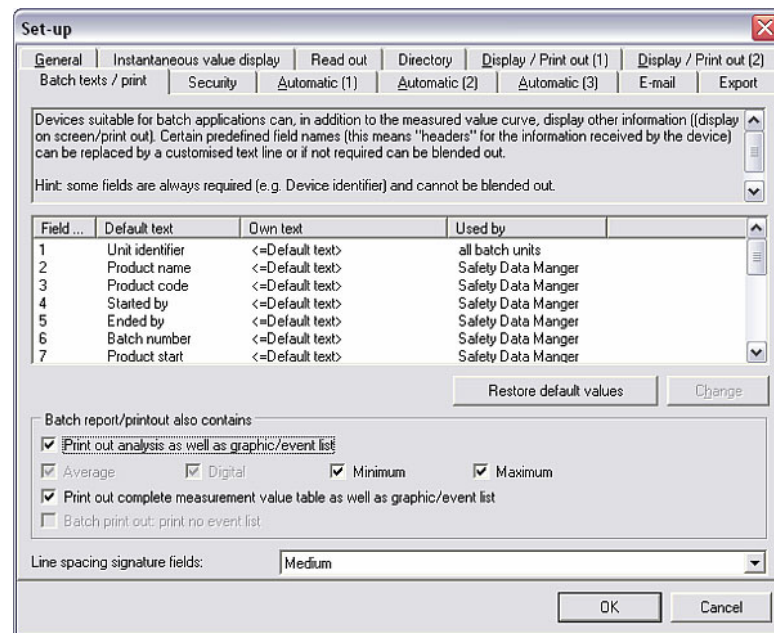 Set-up
General Instantaneous value display Read out Directory Display / Print out (1) Display / Print out (2)
Batch texts / print Security Automatic (1) Automatic (2) Automatic (3) E-mail Export
Devices suitable for batch applications can, in addition to the measured value curve, display other information ((display
on screen/print out). Certain predefined field names (this means "headers" for the information received by the device)
can be replaced by a customised text line or if not required can be blended out.
Hint: some fields are always required (e.g. Device identifier) and cannot be blended out.
Field ... Default text Own text Used by
1 Unit identifier <=Default text> all batch units
2 Product name <=Default text> Safety Data Manger
3 Product code <=Default text> Safety Data Manger
4 Started by <=Default text> Safety Data Manger
5 Ended by <=Default text> Safety Data Manger
6 Batch number <=Default text> Safety Data Manger
7 Product start <=Default text> Safety Data Manger
Restore default values Change
Batch report/printout also contains
Print out analysis as well as graphic/event list
Average Digital Minimum Maximum
Print out complete measurement value table as well as graphic/event list
Batch print out: print no event list
Line spacing signature fields: Medium
OK Cancel